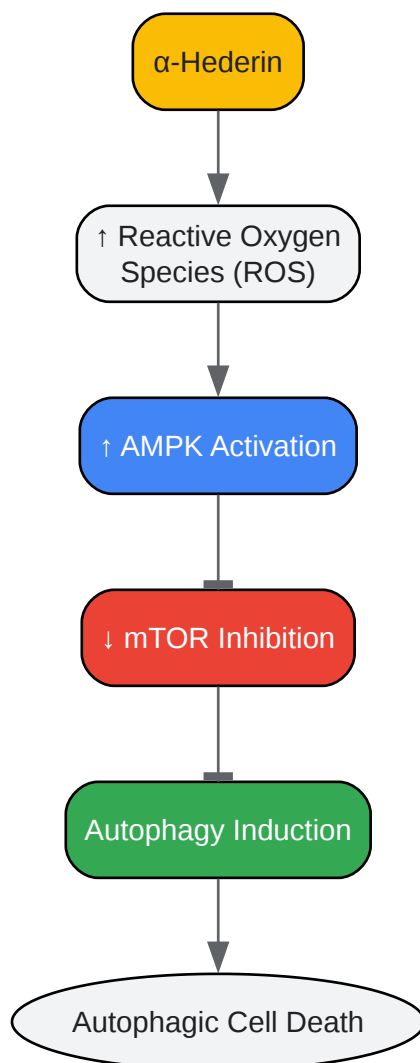 α-Hederin
↑ Reactive Oxygen
Species (ROS)
↑ AMPK Activation
↓ mTOR Inhibition
Autophagy Induction
Autophagic Cell Death